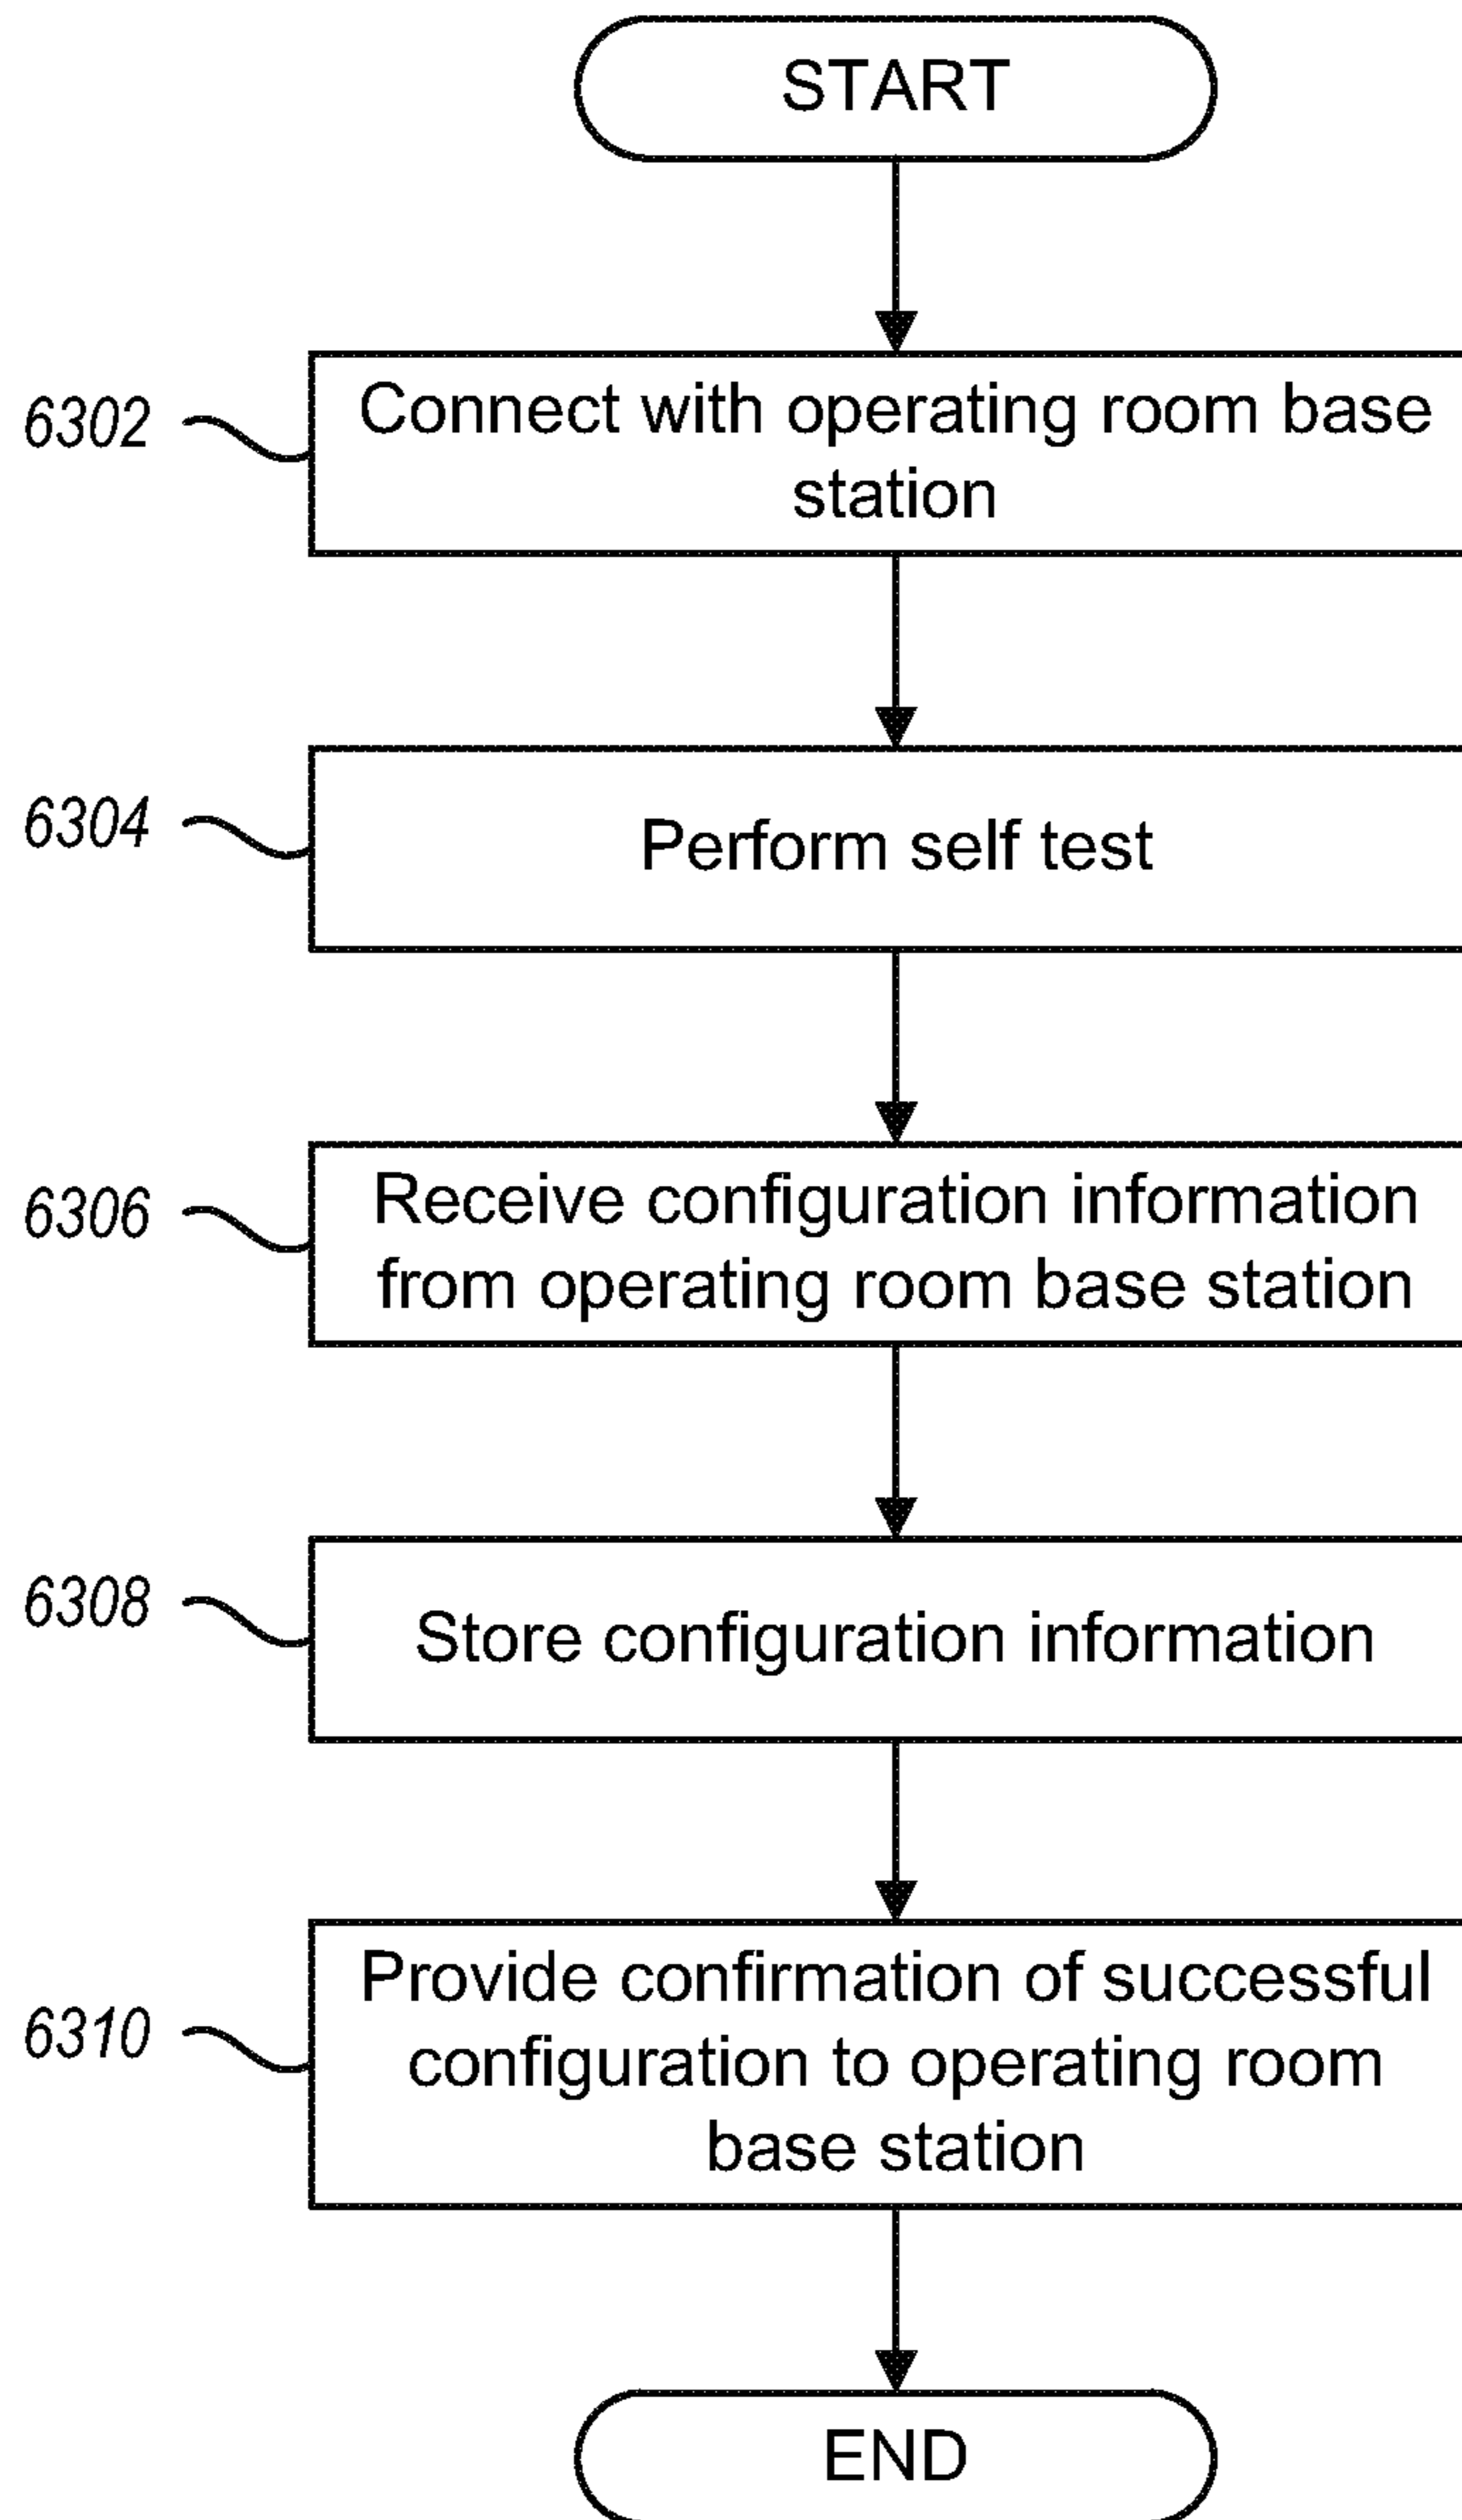 START
6302
Connect with operating room base
station
6304
Perform self test
6306
Receive configuration information
from operating room base station
6308
Store configuration information
6310
Provide confirmation of successful
configuration to operating room
base station
END